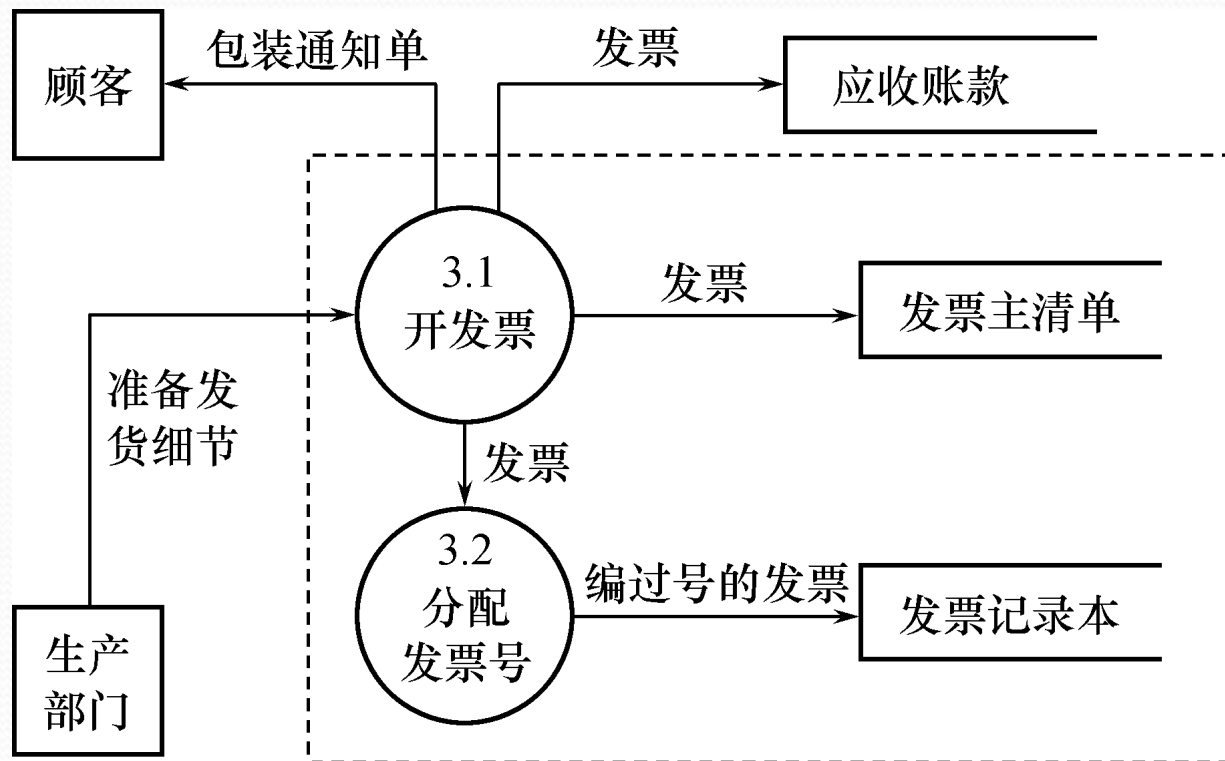 顾客
包装通知单
发票
应收账款
3.1
开发票
发票
发票主清单
准备发
货细节
发票
3.2
分配
发票号
编过号的发票
发票记录本
生产
部门